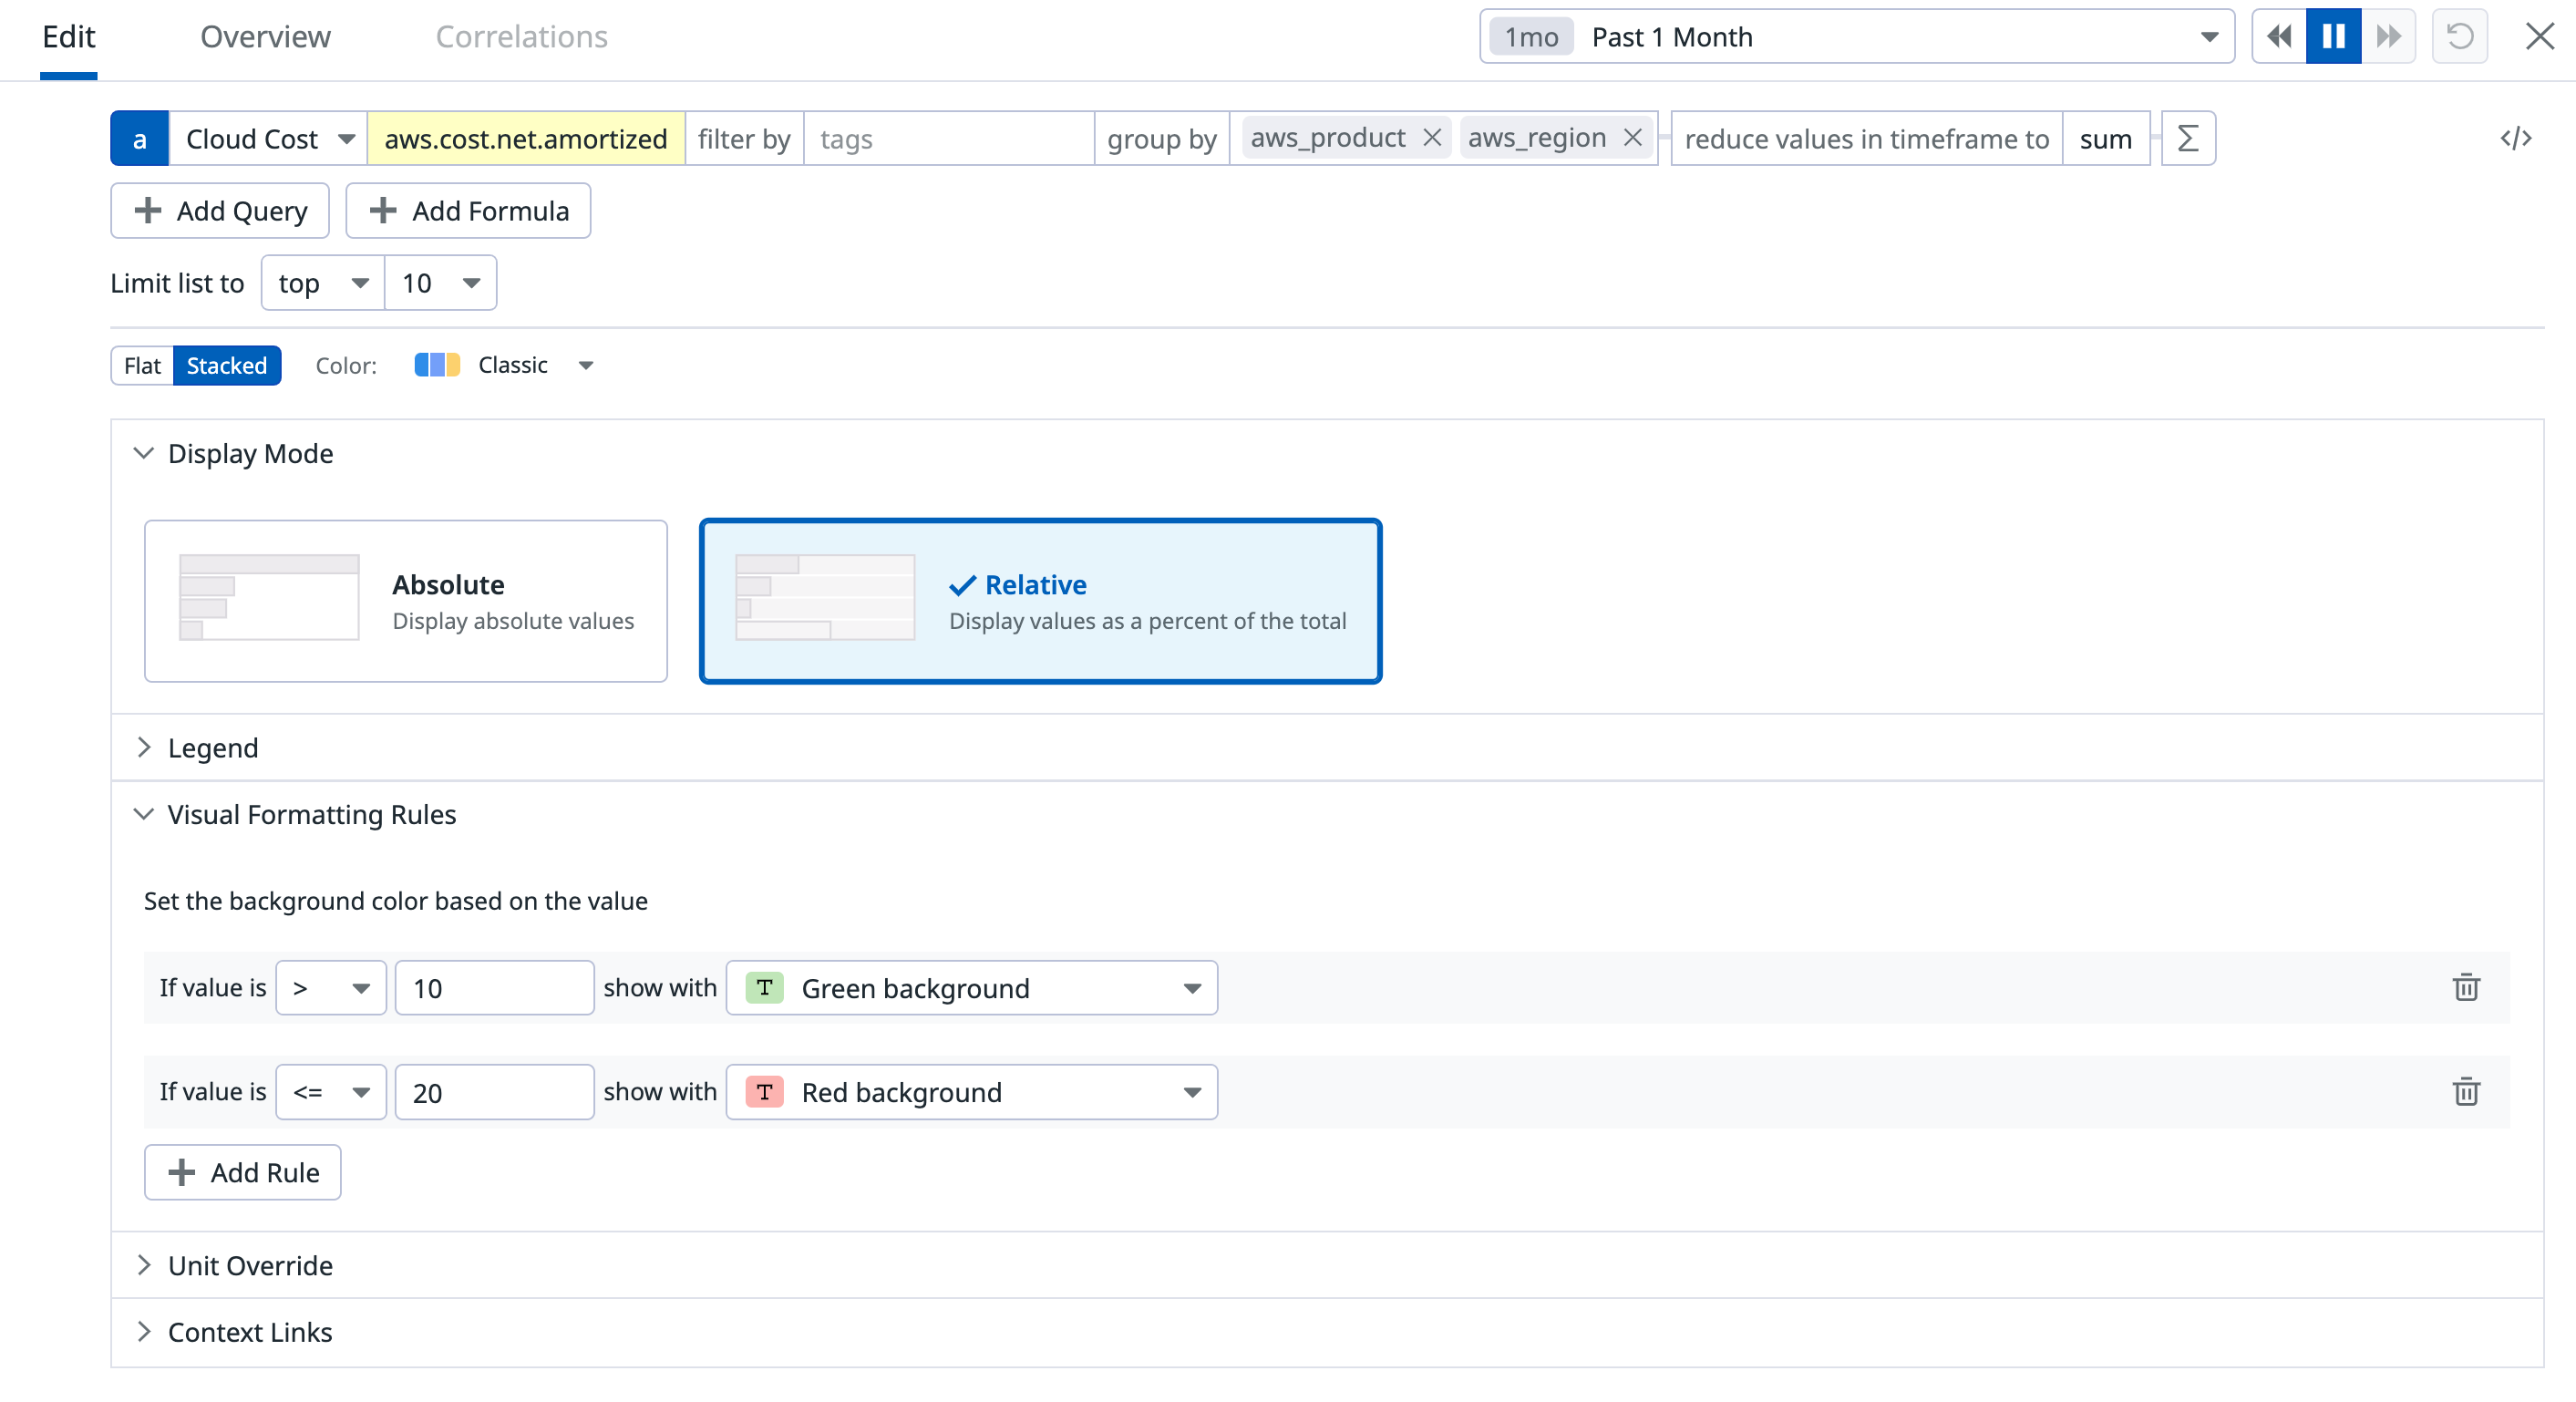 Edit Overview Correlations 1mo Past 1 Month
a Cloud Cost aws.cost.net.amortized filter by tags group by aws_product aws_region reduce values in timeframe to sum Σ </>
Add Query Add Formula
Limit list to top 10
Flat Stacked Color: Classic
Display Mode
Absolute
Display absolute values
Relative
Display values as a percent of the total
Legend
Visual Formatting Rules
Set the background color based on the value
If value is > 10 show with T Green background
If value is <= 20 show with T Red background
Add Rule
Unit Override
Context Links